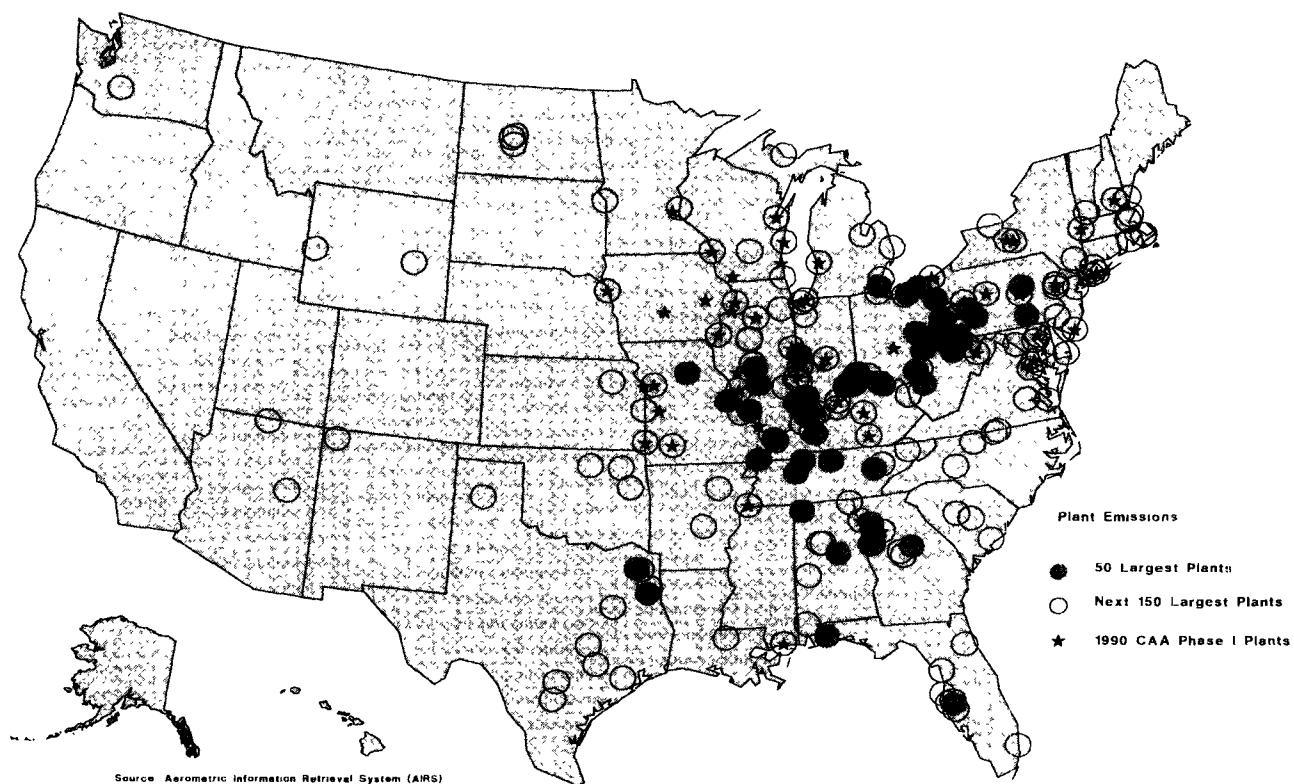 Plant Emissions
50 Largest Plants
Next 150 Largest Plants
1990 CAA Phase I Plants
Source Aerometric Information Retrieval System (AIRS)